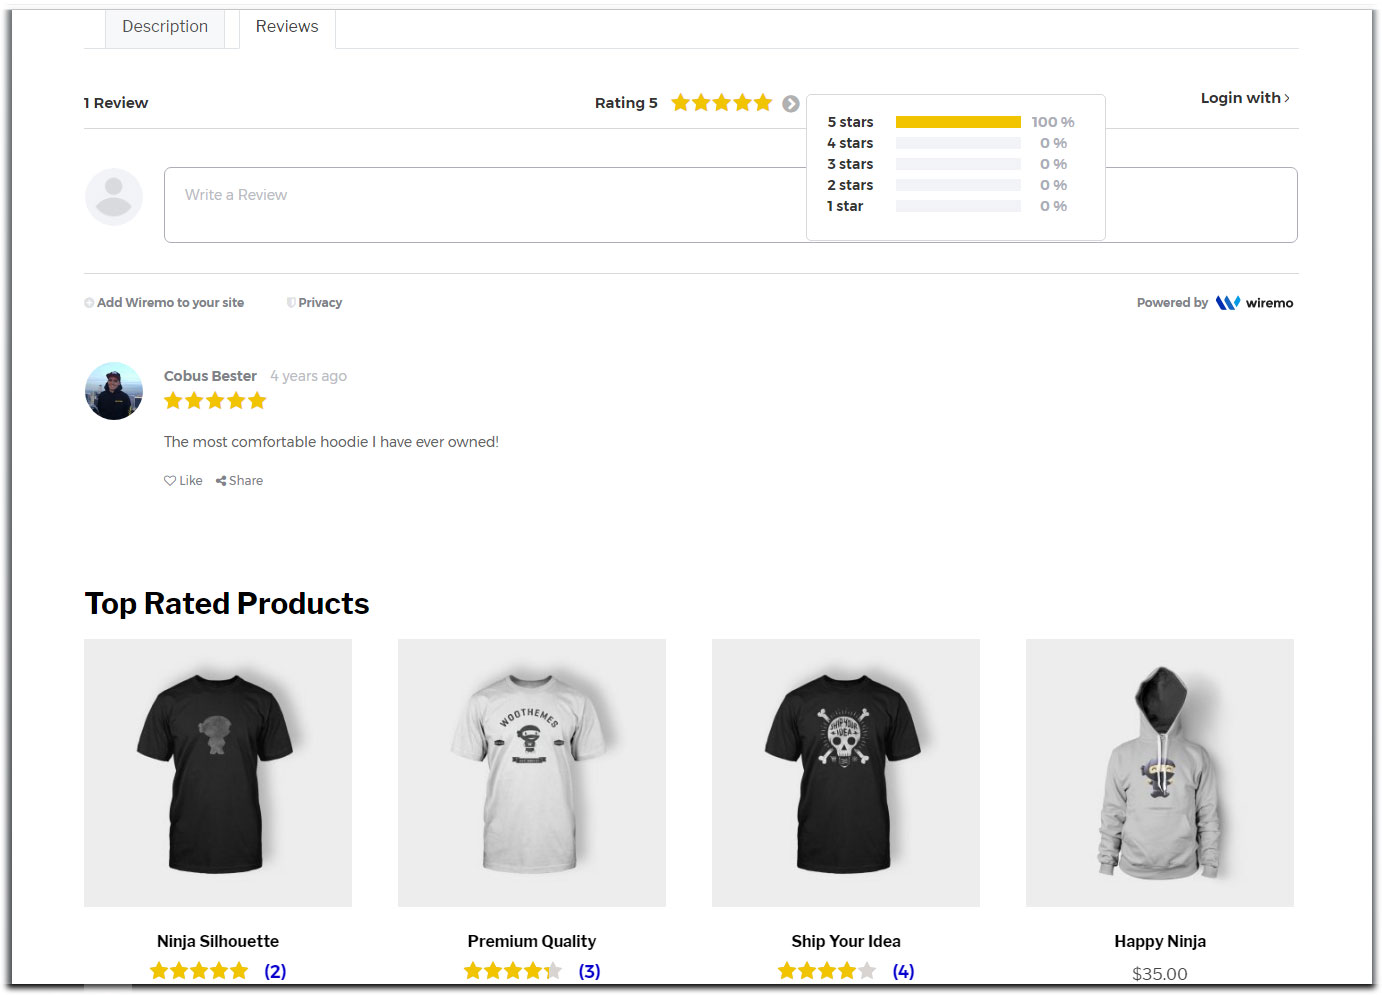 Description Reviews
1 Review Rating 5 Login with
5 stars 100 %
4 stars 0 %
3 stars 0 %
2 stars 0 %
1 star 0 %
Write a Review
Add Wiremo to your site Privacy Powered by wiremo
Cobus Bester 4 years ago
The most comfortable hoodie I have ever owned!
Like Share
Top Rated Products
WOOTHEMES
SHIP YOUR
IDEA
Ninja Silhouette Premium Quality Ship Your Idea Happy Ninja
(2) (3) (4) $35.00